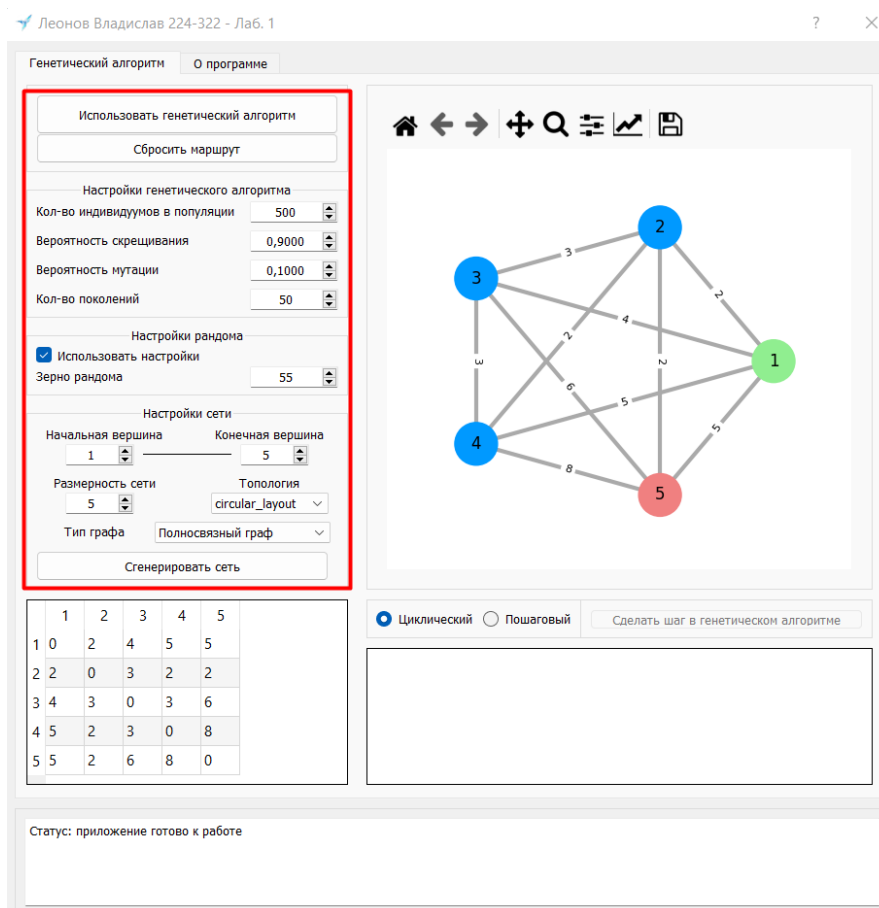 Леонов Владислав 224-322 - Лаб. 1
?
Генетический алгоритм
О программе
Использовать генетический алгоритм
Сбросить маршрут
Настройки генетического алгоритма
Кол-во индивидуумов в популяции 500
Вероятность скрещивания 0,9000
Вероятность мутации 0,1000
Кол-во поколений 50
Настройки рандома
Использовать настройки
Зерно рандома 55
Настройки сети
Начальная вершина Конечная вершина
1 5
Размерность сети Топология
5 circular_layout
Тип графа Полносвязный граф
Сгенерировать сеть
2
3
3
2
4
1
2
3
2
6
5
5
4
8
5
1 2 3 4 5
1 0 2 4 5 5
2 2 0 3 2 2
3 4 3 0 3 6
4 5 2 3 0 8
5 5 2 6 8 0
Циклический Пошаговый Сделать шаг в генетическом алгоритме
Статус: приложение готово к работе